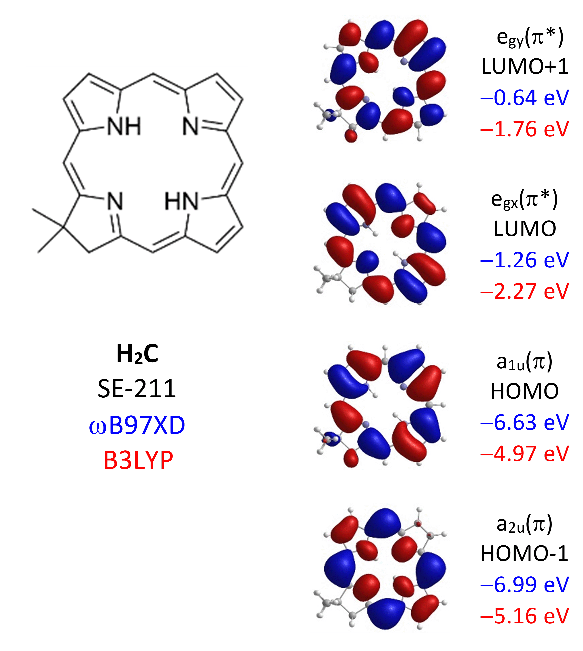 NH
N
N
HN
H₂C
SE-211
ωB97XD
B3LYP
e_gy(π*)
LUMO+1
−0.64 eV
−1.76 eV
e_gx(π*)
LUMO
−1.26 eV
−2.27 eV
a_1u(π)
HOMO
−6.63 eV
−4.97 eV
a_2u(π)
HOMO-1
−6.99 eV
−5.16 eV